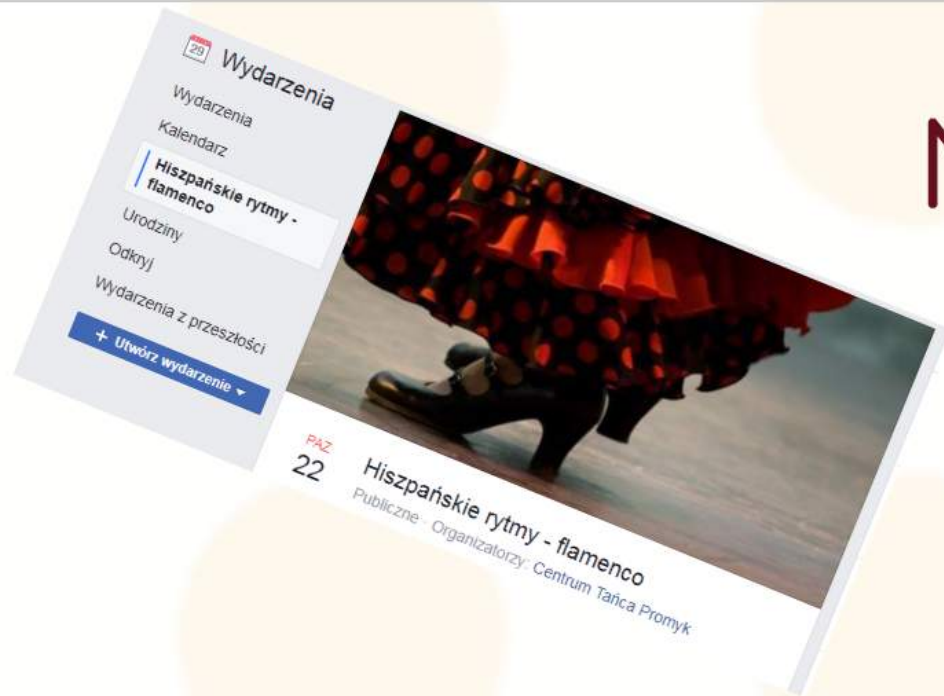 29
Wydarzenia
Wydarzenia
Kalendarz
Hiszpańskie rytmy -
flamenco
Urodziny
Odkryj
Wydarzenia z przeszłości
+ Utwórz wydarzenie
PAŹ
22
Hiszpańskie rytmy - flamenco
Publiczne · Organizatorzy: Centrum Tańca Promyk